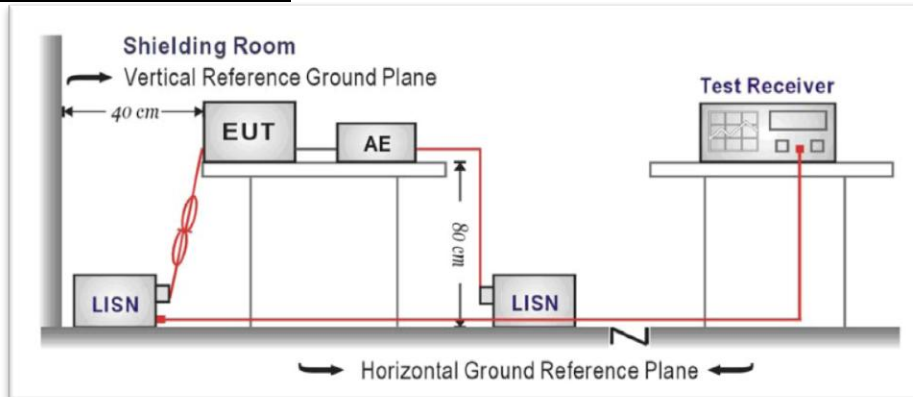 Shielding Room
Vertical Reference Ground Plane
Test Receiver
40 cm
EUT
AE
80 cm
LISN
LISN
Horizontal Ground Reference Plane